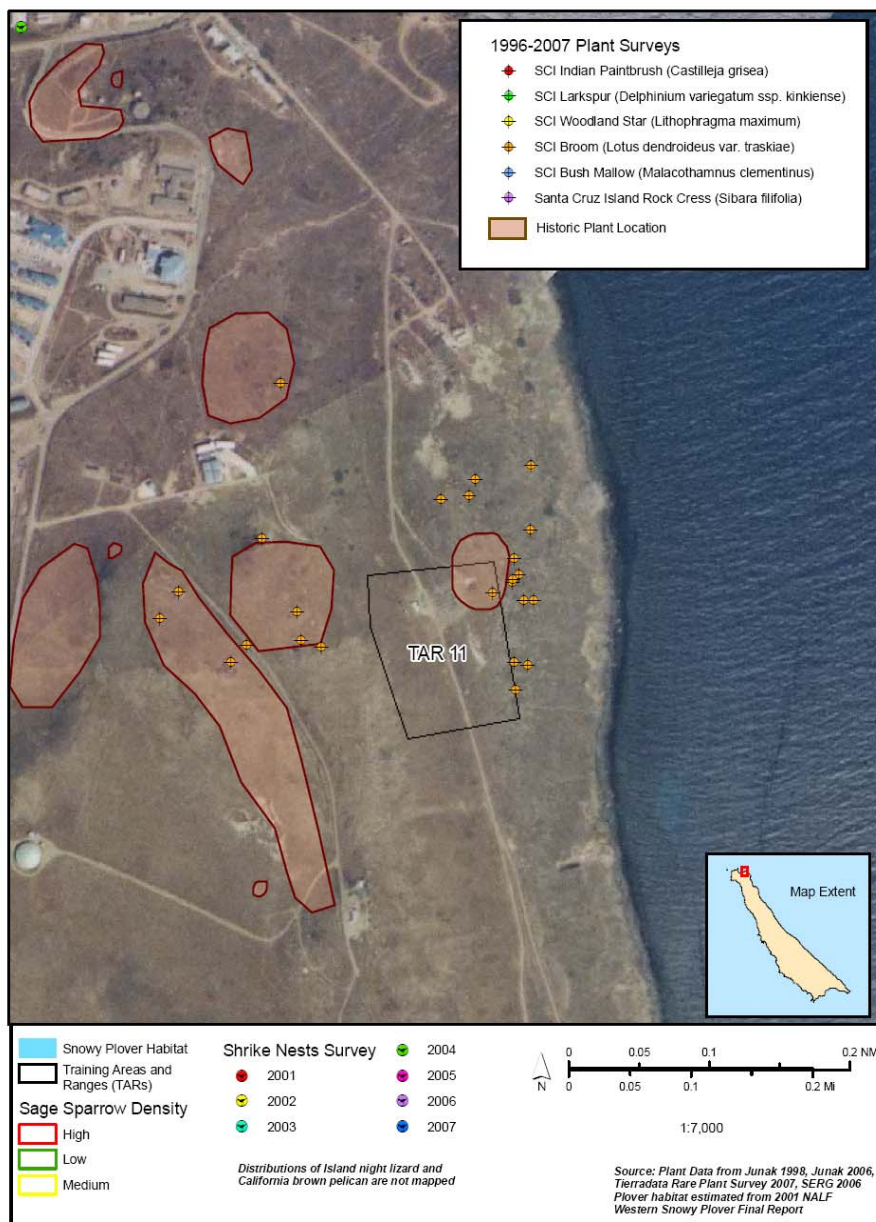 1996-2007 Plant Surveys
SCI Indian Paintbrush (Castilleja grisea)
SCI Larkspur (Delphinium variegatum ssp. kinkiense)
SCI Woodland Star (Lithophragma maximum)
SCI Broom (Lotus dendroideus var. traskiae)
SCI Bush Mallow (Malacothamnus clementinus)
Santa Cruz Island Rock Cress (Sibara filifolia)
Historic Plant Location
TAR 11
Map Extent
Snowy Plover Habitat
Training Areas and
Ranges (TARs)
Sage Sparrow Density
High
Low
Medium
Shrike Nests Survey
2001
2002
2003
2004
2005
2006
2007
Distributions of Island night lizard and
California brown pelican are not mapped
N
0 0.05 0.1 0.2 NM
0 0.05 0.1 0.2 Mi
1:7,000
Source: Plant Data from Junak 1998, Junak 2006,
Tierradata Rare Plant Survey 2007, SERG 2006
Plover habitat estimated from 2001 NALF
Western Snowy Plover Final Report